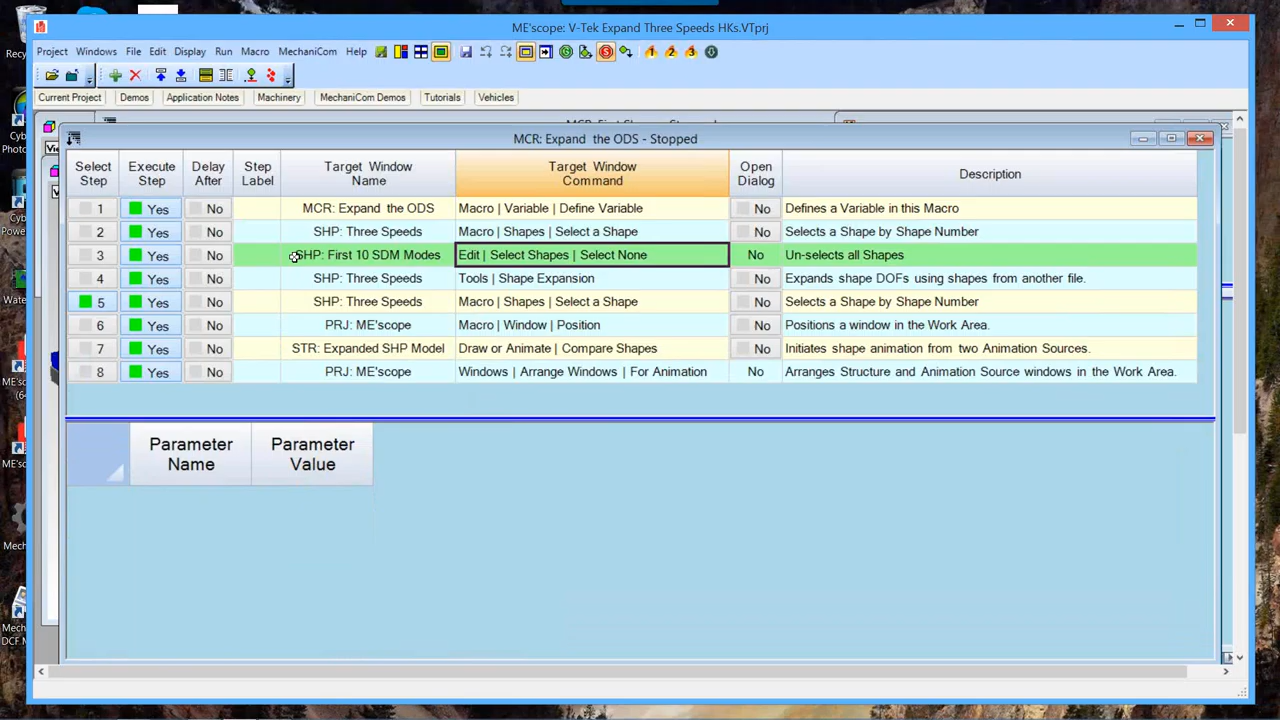 ME'scope: V-Tek Expand Three Speeds HKs.VTprj
Project Windows File Edit Display Run Macro MechaniCom Help
Current Project Demos Application Notes Machinery MechaniCom Demos Tutorials Vehicles
MCR: Expand the ODS - Stopped
Select Step Execute Step Delay After Step Label Target Window Name Target Window Command Open Dialog Description
1 Yes No MCR: Expand the ODS Macro | Variable | Define Variable No Defines a Variable in this Macro
2 Yes No SHP: Three Speeds Macro | Shapes | Select a Shape No Selects a Shape by Shape Number
3 Yes No SHP: First 10 SDM Modes Edit | Select Shapes | Select None No Un-selects all Shapes
4 Yes No SHP: Three Speeds Tools | Shape Expansion No Expands shape DOFs using shapes from another file.
5 Yes No SHP: Three Speeds Macro | Shapes | Select a Shape No Selects a Shape by Shape Number
6 Yes No PRJ: ME'scope Macro | Window | Position No Positions a window in the Work Area.
7 Yes No STR: Expanded SHP Model Draw or Animate | Compare Shapes No Initiates shape animation from two Animation Sources.
8 Yes No PRJ: ME'scope Windows | Arrange Windows | For Animation No Arranges Structure and Animation Source windows in the Work Area.
Parameter Name Parameter Value